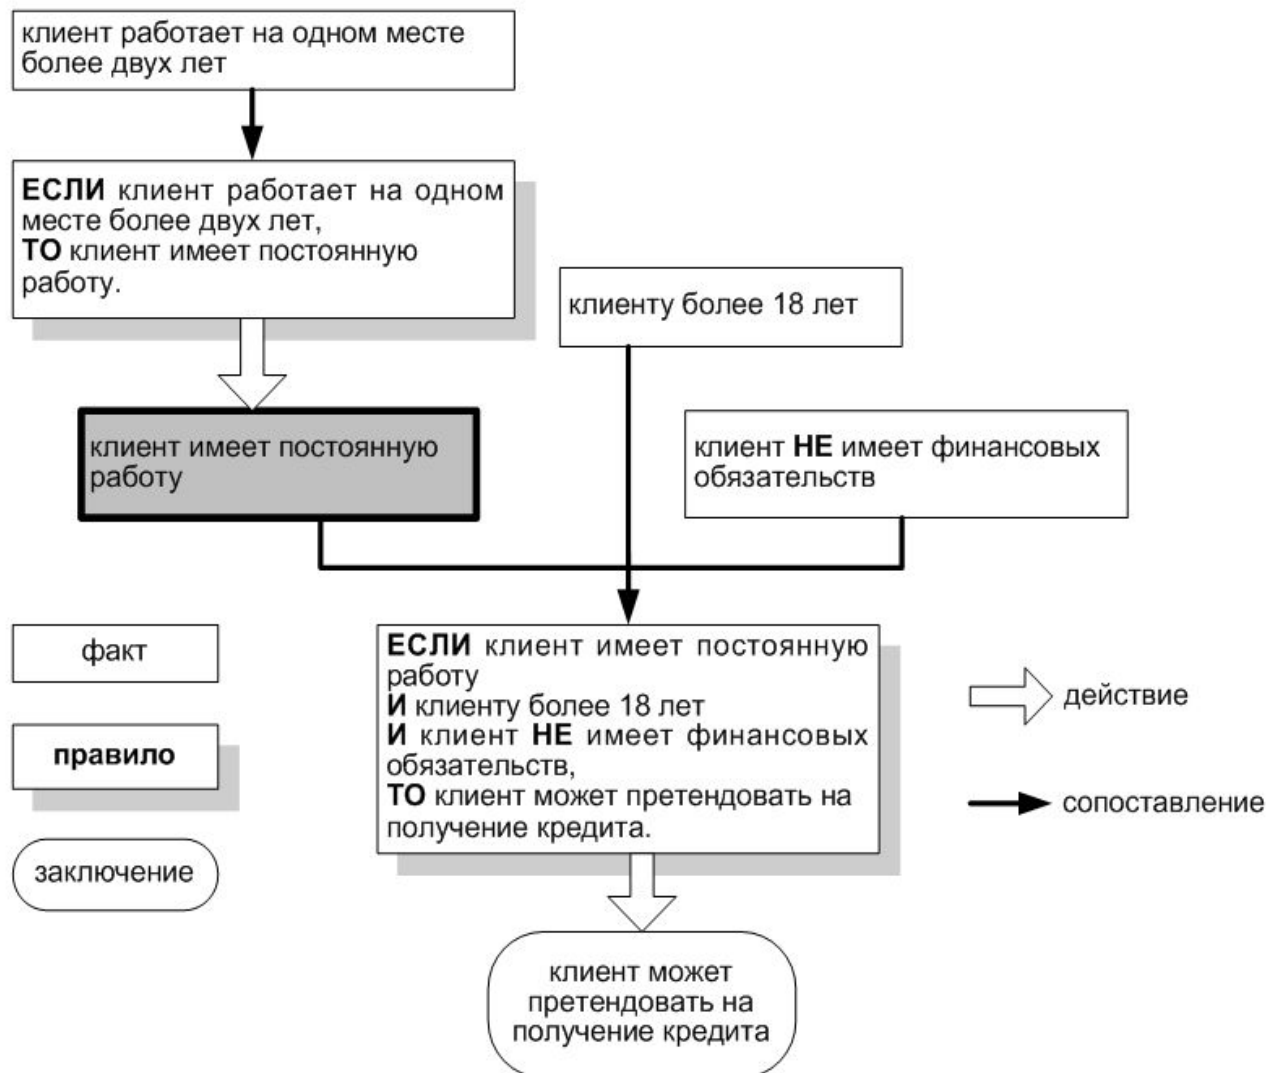 клиент работает на одном месте
более двух лет
ЕСЛИ клиент работает на одном
месте более двух лет,
ТО клиент имеет постоянную
работу.
клиенту более 18 лет
клиент имеет постоянную
работу
клиент НЕ имеет финансовых
обязательств
факт
правило
заключение
ЕСЛИ клиент имеет постоянную
работу
И клиенту более 18 лет
И клиент НЕ имеет финансовых
обязательств,
ТО клиент может претендовать на
получение кредита.
действие
сопоставление
клиент может
претендовать на
получение кредита